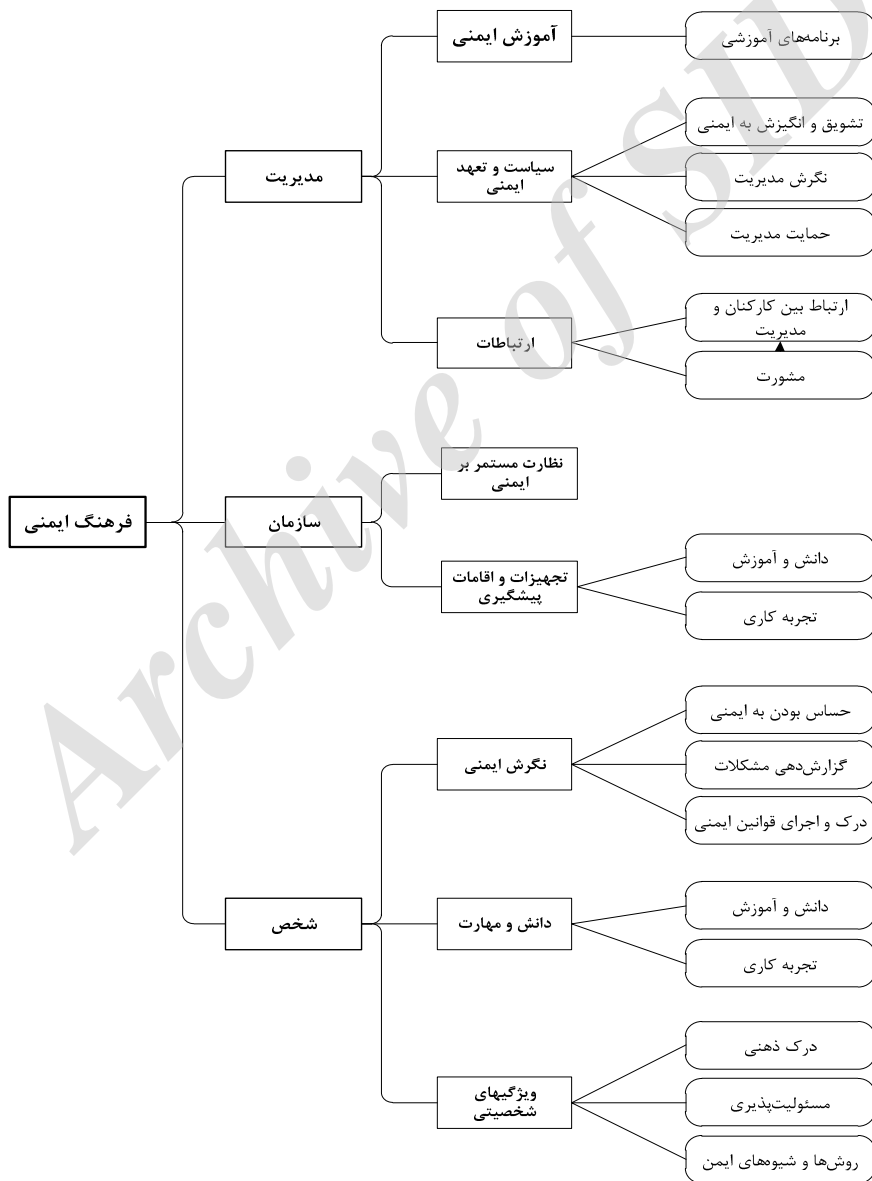 فرهنگ ایمنی
مدیریت
آموزش ایمنی
برنامه‌های آموزشی
سیاست و تعهد
ایمنی
تشویق و انگیزش به ایمنی
نگرش مدیریت
حمایت مدیریت
ارتباطات
ارتباط بین کارکنان و
مدیریت
مشورت
سازمان
نظارت مستمر بر
ایمنی
تجهیزات و اقامات
پیشگیری
دانش و آموزش
تجربه کاری
شخص
نگرش ایمنی
حساس بودن به ایمنی
گزارش‌دهی مشکلات
درک و اجرای قوانین ایمنی
دانش و مهارت
دانش و آموزش
تجربه کاری
ویژگیهای
شخصیتی
درک ذهنی
مسئولیت‌پذیری
روش‌ها و شیوه‌های ایمن
Archive of SID